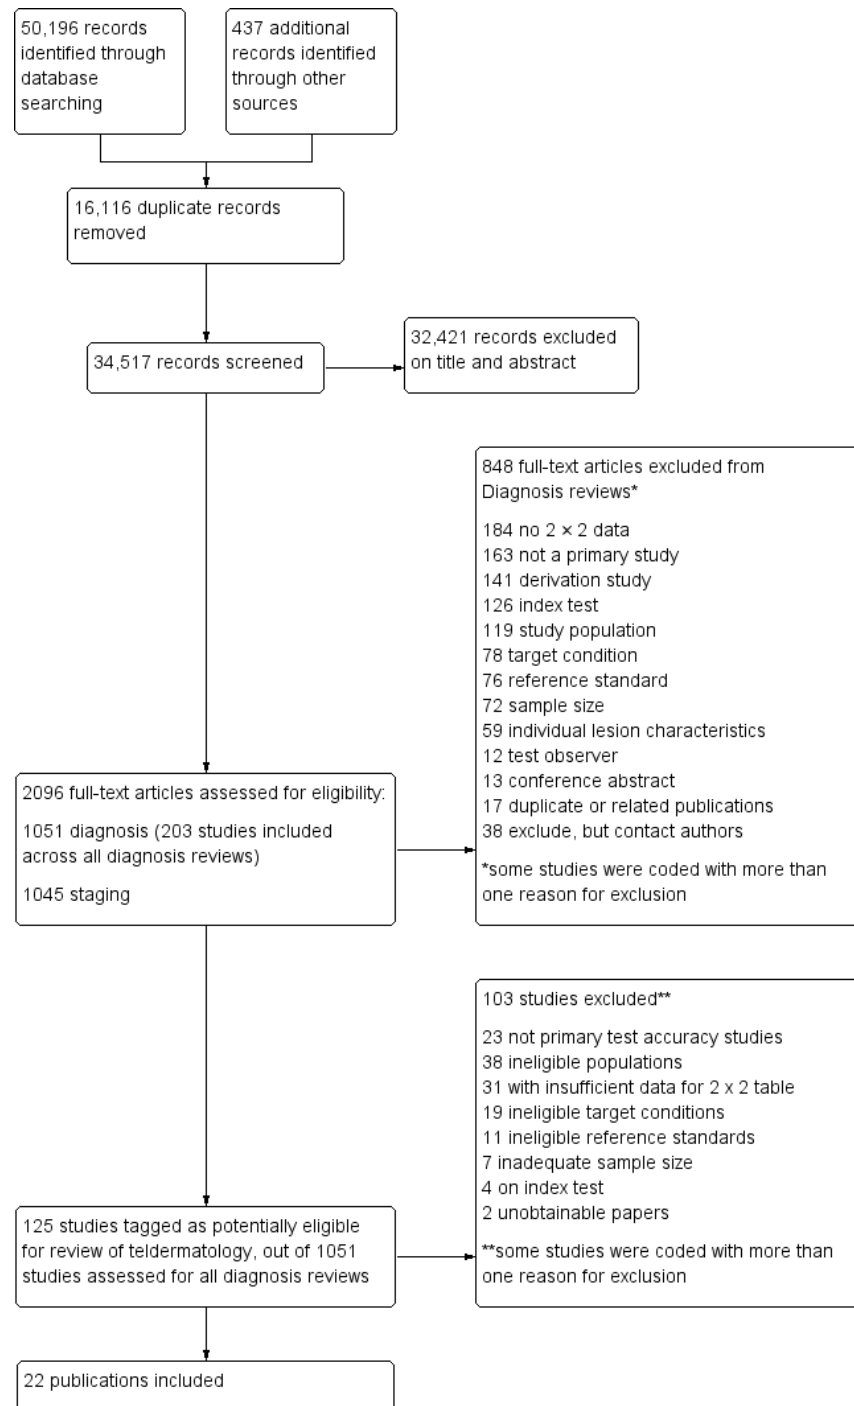 50,196 records
identified through
database
searching
437 additional
records identified
through other
sources
16,116 duplicate records
removed
34,517 records screened
32,421 records excluded
on title and abstract
848 full-text articles excluded from
Diagnosis reviews*
184 no 2 × 2 data
163 not a primary study
141 derivation study
126 index test
119 study population
78 target condition
76 reference standard
72 sample size
59 individual lesion characteristics
12 test observer
13 conference abstract
17 duplicate or related publications
38 exclude, but contact authors
*some studies were coded with more than
one reason for exclusion
2096 full-text articles assessed for eligibility:
1051 diagnosis (203 studies included
across all diagnosis reviews)
1045 staging
103 studies excluded**
23 not primary test accuracy studies
38 ineligible populations
31 with insufficient data for 2 x 2 table
19 ineligible target conditions
11 ineligible reference standards
7 inadequate sample size
4 on index test
2 unobtainable papers
**some studies were coded with more than
one reason for exclusion
125 studies tagged as potentially eligible
for review of teldermatology, out of 1051
studies assessed for all diagnosis reviews
22 publications included